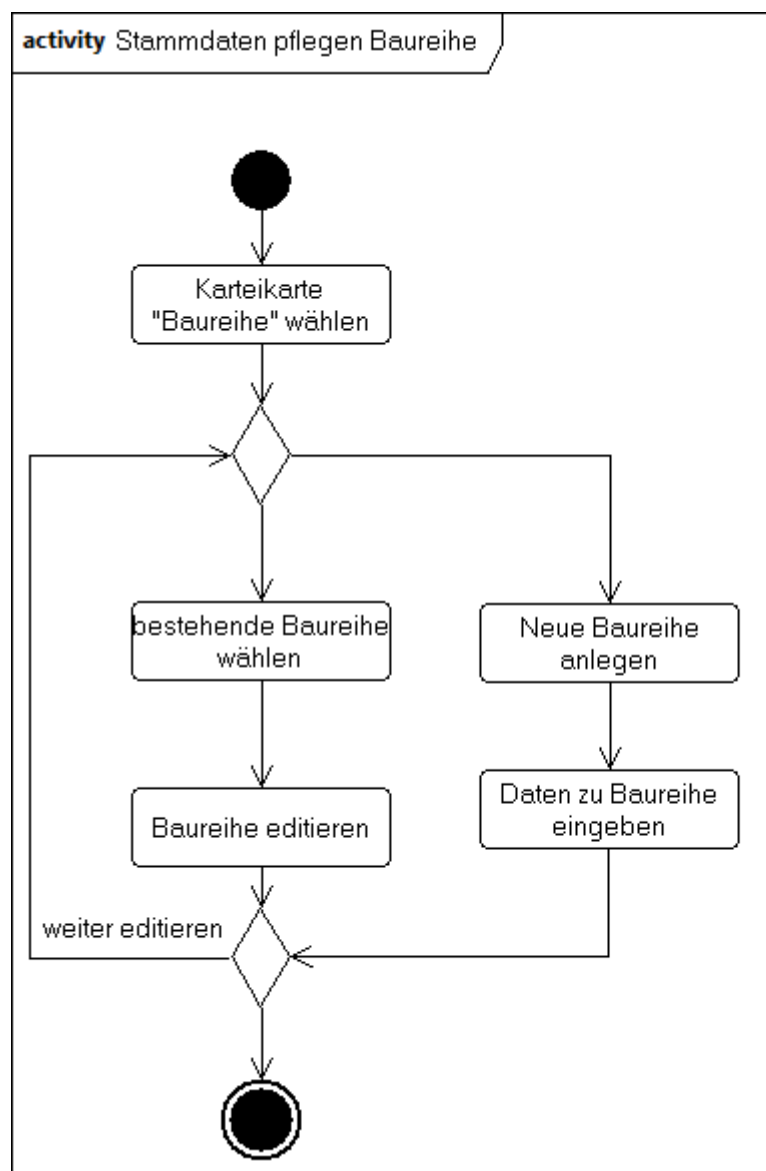 activity Stammdaten pflegen Baureihe
Karteikarte
"Baureihe" wählen
bestehende Baureihe
wählen
Neue Baureihe
anlegen
Baureihe editieren
Daten zu Baureihe
eingeben
weiter editieren